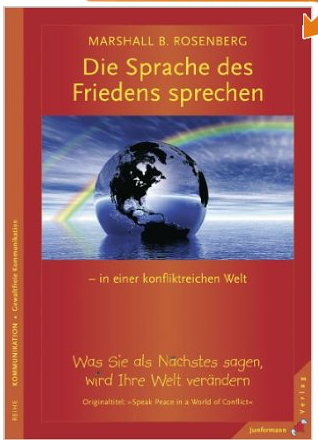 MARSHALL B. ROSENBERG
Die Sprache des
Friedens sprechen
– in einer konfliktreichen Welt
Was Sie als Nächstes sagen,
wird Ihre Welt verändern
Originaltitel: »Speak Peace in a World of Conflict«
REIHE KOMMUNIKATION • Gewaltfreie Kommunikation
Junfermann
Verlag